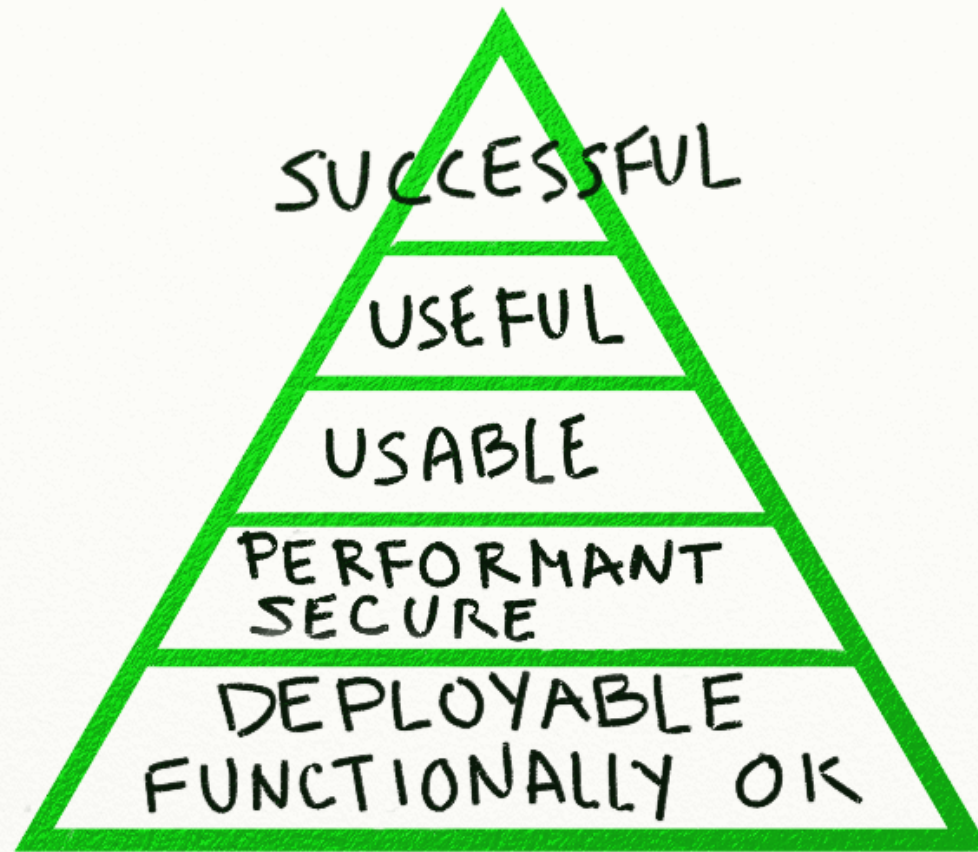 SUCCESSFUL
USEFUL
USABLE
PERFORMANT
SECURE
DEPLOYABLE
FUNCTIONALLY OK